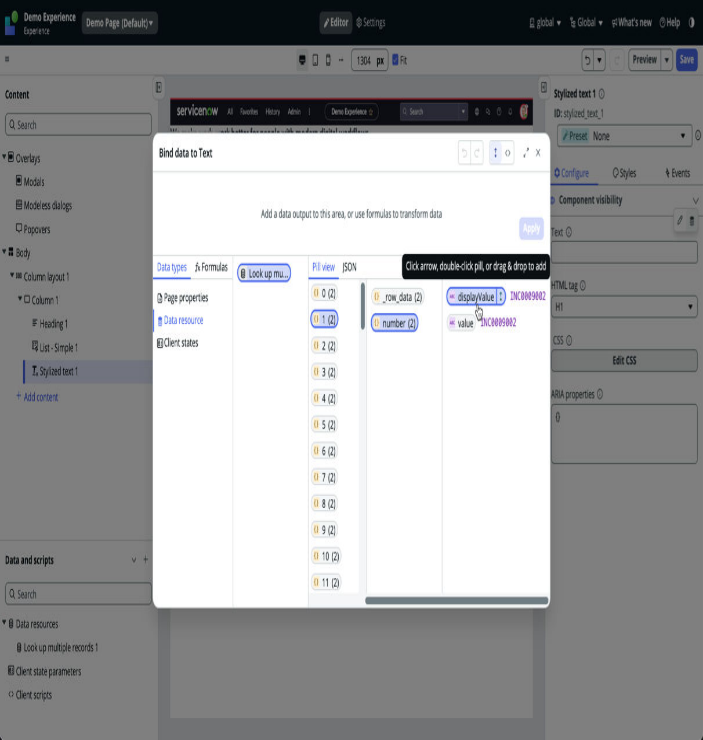 Demo Experience
Experience
Demo Page (Default)
Editor
Settings
global
Global
What's new
Help
1304 px
Fit
Preview
Save
Content
Search
Overlays
Modals
Modeless dialogs
Popovers
Body
Column layout 1
Column 1
Heading 1
List - Simple 1
Stylized text 1
+ Add content
Data and scripts
Search
Data resources
Look up multiple records 1
Client state parameters
Client scripts
servicenow
All
Favorites
History
Admin
Demo Experience
Search
Bind data to Text
Add a data output to this area, or use formulas to transform data
Apply
Data types
fx Formulas
Page properties
Data resource
Client states
Look up mu...
Pill view
JSON
Click arrow, double-click pill, or drag & drop to add
0 (2)
1 (2)
2 (2)
3 (2)
4 (2)
5 (2)
6 (2)
7 (2)
8 (2)
9 (2)
10 (2)
11 (2)
_row_data (2)
number (2)
displayValue
INC0009002
value
INC0009002
Stylized text 1
ID: stylized_text_1
Preset
None
Configure
Styles
Events
Component visibility
Text
HTML tag
H1
CSS
Edit CSS
ARIA properties
{}